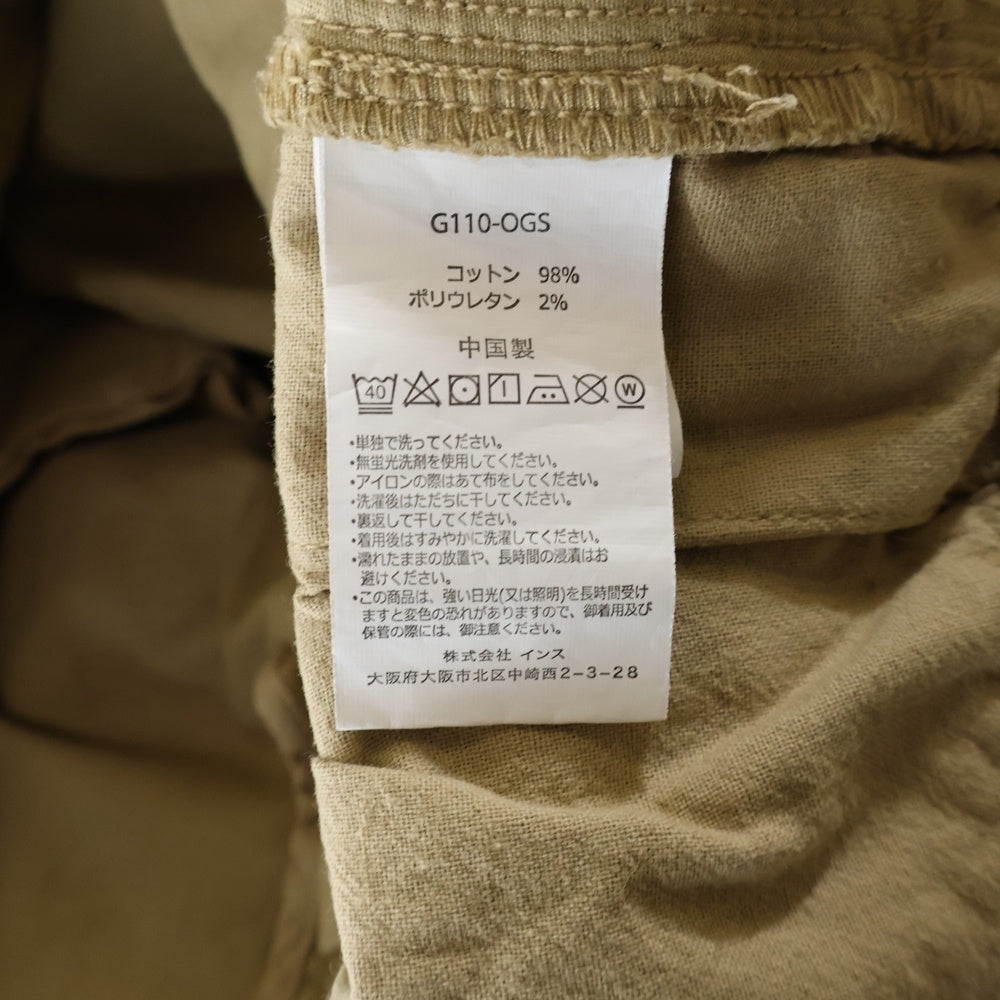 G110-OGS
コットン 98%
ポリウレタン 2%
中国製
40 W
・単独で洗ってください。
・無蛍光洗剤を使用してください。
・アイロンの際はあて布をしてください。
・洗濯後はただちに干してください。
・裏返して干してください。
・着用後はすみやかに洗濯してください。
・濡れたままの放置や、長時間の浸漬はお
避けください。
・この商品は、強い日光(又は照明)を長時間受け
ますと変色の恐れがありますので、御着用及び
保管の際には、御注意ください。
株式会社 インス
大阪府大阪市北区中崎西2-3-28